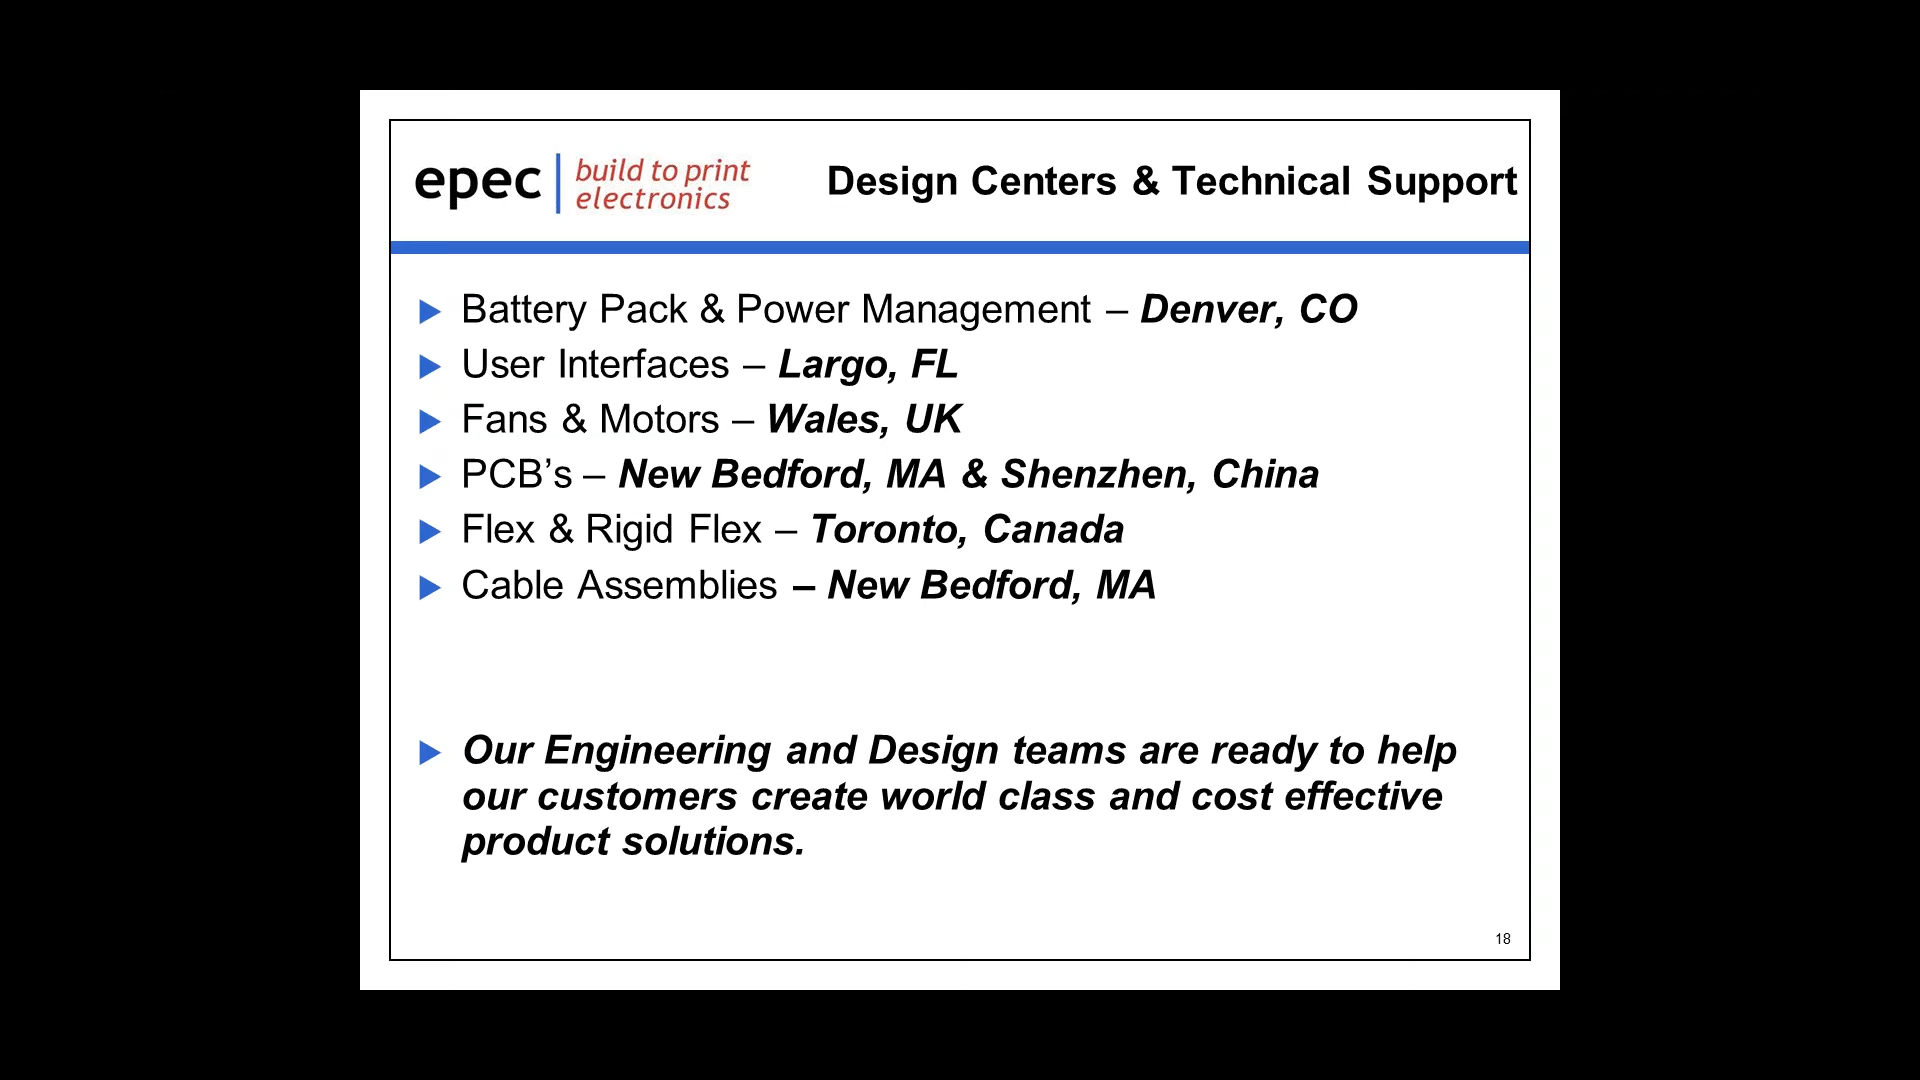 epec
build to print
electronics
Design Centers & Technical Support
Battery Pack & Power Management – Denver, CO
User Interfaces – Largo, FL
Fans & Motors – Wales, UK
PCB’s – New Bedford, MA & Shenzhen, China
Flex & Rigid Flex – Toronto, Canada
Cable Assemblies – New Bedford, MA
Our Engineering and Design teams are ready to help
our customers create world class and cost effective
product solutions.
18